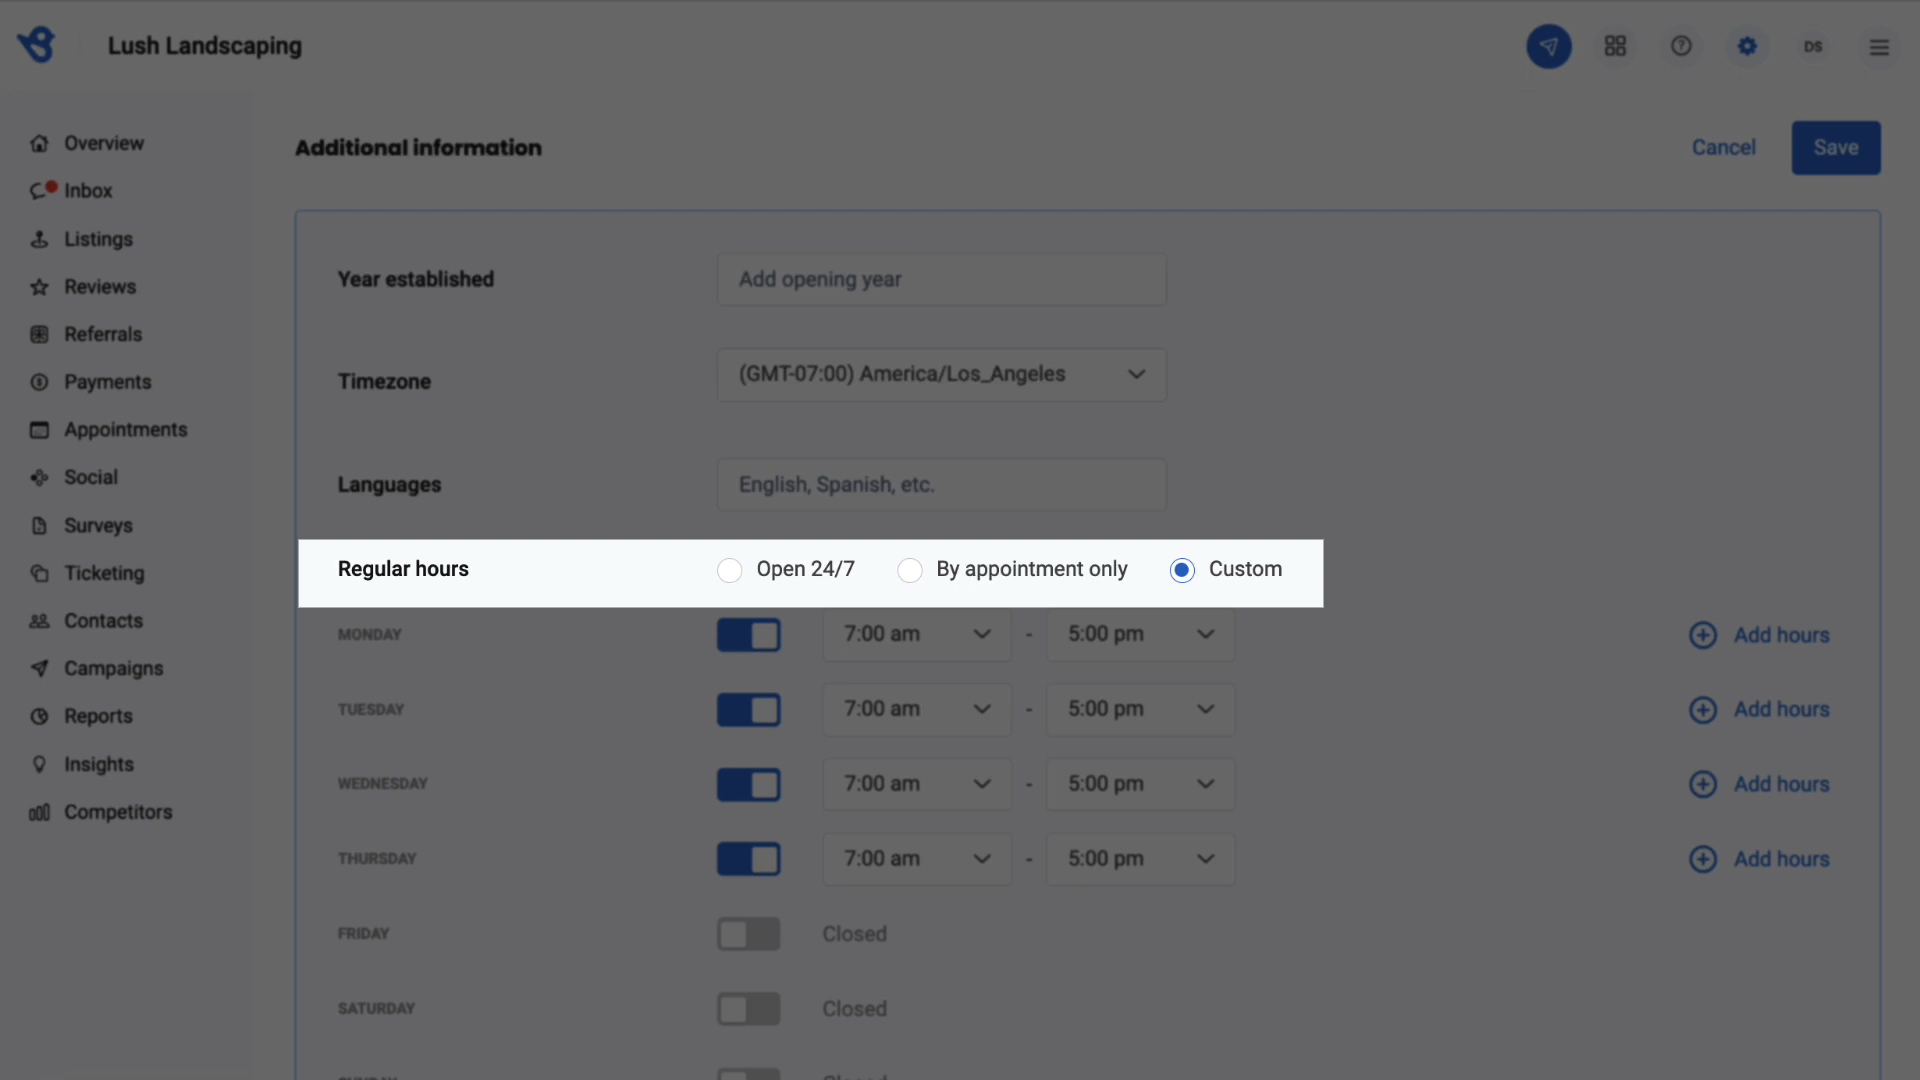 Lush Landscaping
DS
Overview
Inbox
Listings
Reviews
Referrals
Payments
Appointments
Social
Surveys
Ticketing
Contacts
Campaigns
Reports
Insights
Competitors
Additional information
Cancel
Save
Year established
Add opening year
Timezone
(GMT-07:00) America/Los_Angeles
Languages
English, Spanish, etc.
Regular hours
Open 24/7
By appointment only
Custom
MONDAY
7:00 am
-
5:00 pm
Add hours
TUESDAY
7:00 am
-
5:00 pm
Add hours
WEDNESDAY
7:00 am
-
5:00 pm
Add hours
THURSDAY
7:00 am
-
5:00 pm
Add hours
FRIDAY
Closed
SATURDAY
Closed